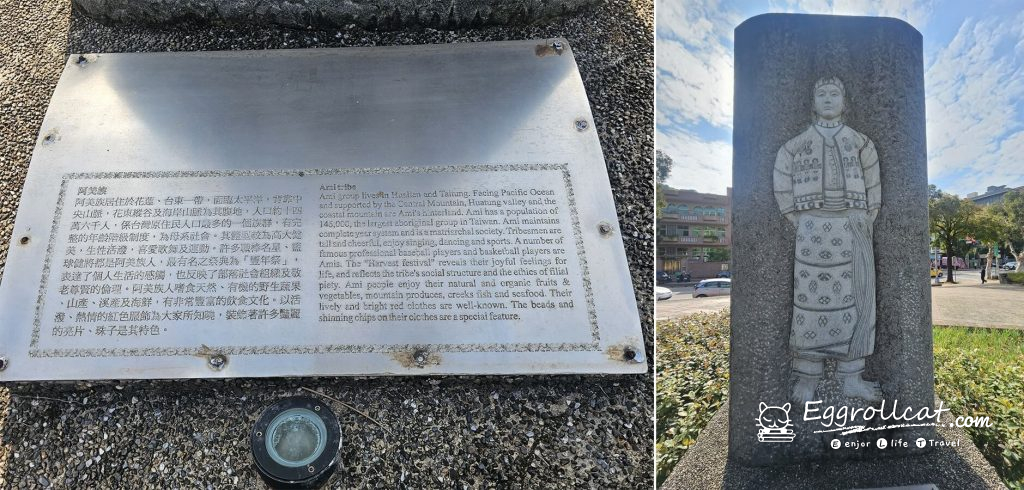 阿美族
阿美族居住於花蓮、台東一帶，面臨太平洋，背靠中
央山脈，花東縱谷及海岸山脈為其腹地，人口約十四
萬六千人，係台灣原住民人口最多的一個族群，有完
整的年齡階級制度，為母系社會，其體型較為高大健
美，生性活潑，喜愛歌舞及運動，許多職棒名星、籃
球健將都是阿美族人，最有名之祭典為「豐年祭」，
表達了個人生活的感觸，也反映了部落社會組織及敬
老尊賢的倫理。阿美族人嗜食天然、有機的野生蔬果
、山產、溪產及海鮮，有非常豐富的飲食文化。以活
潑、熱情的紅色服飾為大家所知曉，裝飾著許多豔麗
的亮片、珠子是其特色。
Ami tribe
Ami group lives in Hualien and Taitung. Facing Pacific Ocean
and supported by the Central Mountain, Huatung valley and the
coastal mountain are Ami's hinterland. Ami has a population of
146,000, the largest aboriginal group in Taiwan. Ami maintains
complete year system and is a matriarchal society. Tribesmen are
tall and cheerful, enjoy singing, dancing and sports. A number of
famous professional baseball players and basketball players are
Amis. The "Harvest festival" reveals their joyful feelings for
life, and reflects the tribe's social structure and the ethics of filial
piety. Ami people enjoy their natural and organic fruits &
vegetables, mountain produces, creeks fish and seafood. Their
lively and bright red clothes are well-known. The beads and
shinning chips on their clothes are a special feature.
Eggrollcat.com
Enjoy Life Travel